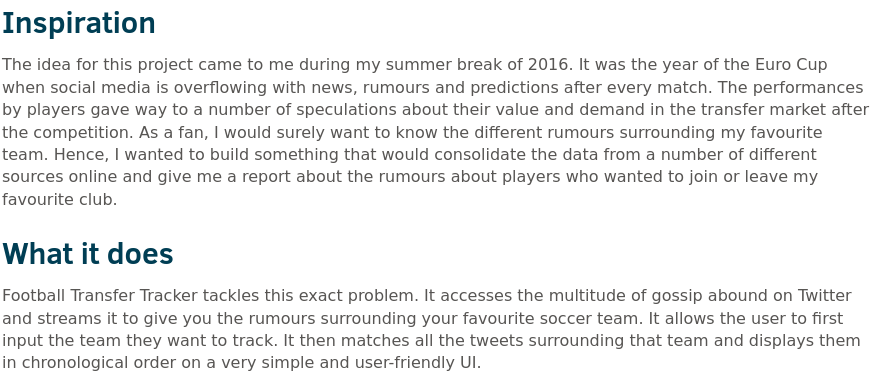 Inspiration
The idea for this project came to me during my summer break of 2016. It was the year of the Euro Cup
when social media is overflowing with news, rumours and predictions after every match. The performances
by players gave way to a number of speculations about their value and demand in the transfer market after
the competition. As a fan, I would surely want to know the different rumours surrounding my favourite
team. Hence, I wanted to build something that would consolidate the data from a number of different
sources online and give me a report about the rumours about players who wanted to join or leave my
favourite club.
What it does
Football Transfer Tracker tackles this exact problem. It accesses the multitude of gossip abound on Twitter
and streams it to give you the rumours surrounding your favourite soccer team. It allows the user to first
input the team they want to track. It then matches all the tweets surrounding that team and displays them
in chronological order on a very simple and user-friendly UI.